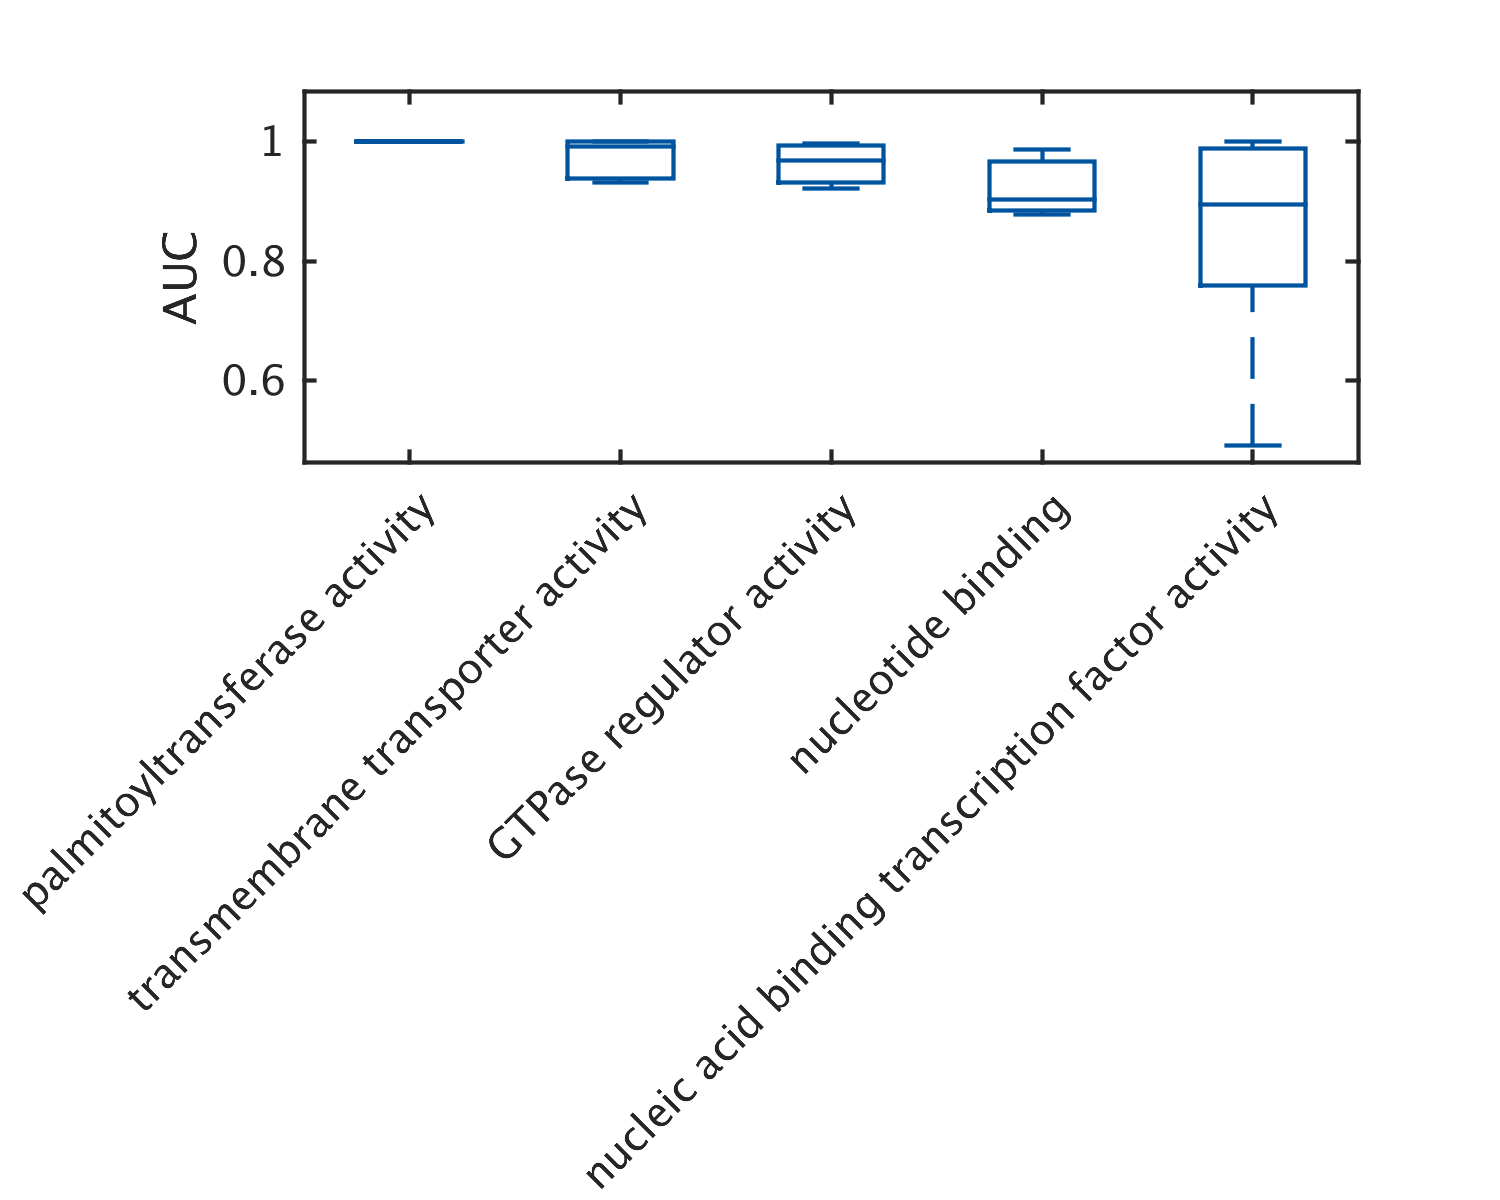 1
0.8
0.6
AUC
palmitoyltransferase activity
transmembrane transporter activity
GTPase regulator activity
nucleotide binding
nucleic acid binding transcription factor activity